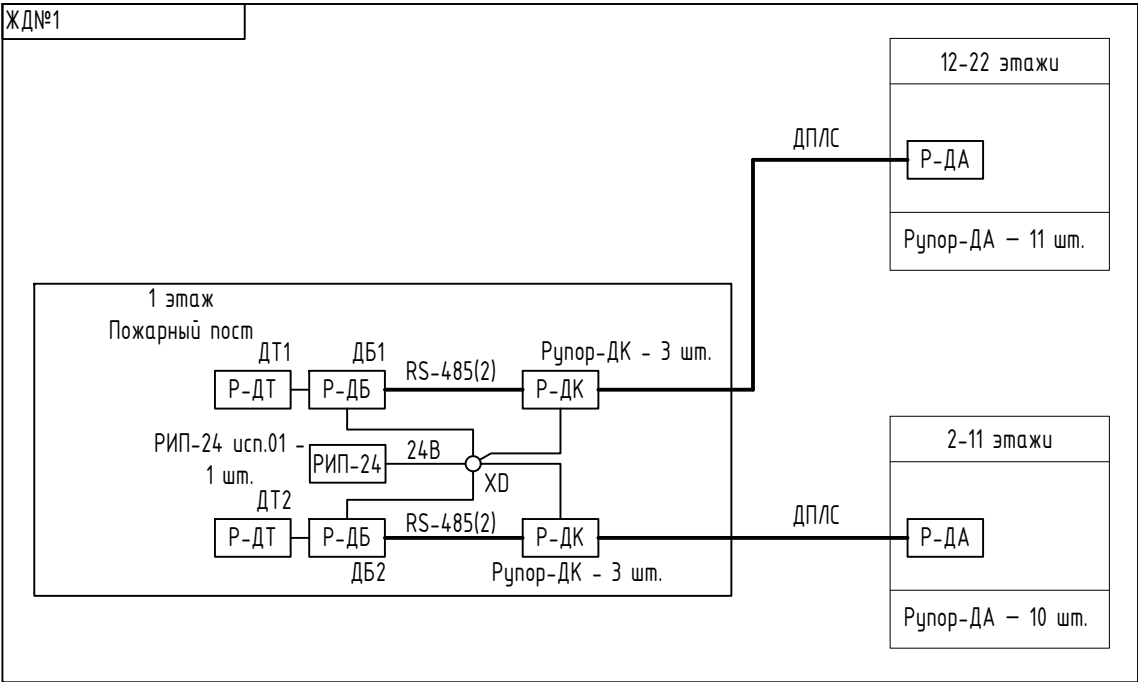 ЖД№1
12-22 этажи
ДПЛС
Р-ДА
Рупор-ДА – 11 шт.
1 этаж
Пожарный пост
ДТ1
ДБ1
RS-485(2)
Рупор-ДК - 3 шт.
Р-ДТ
Р-ДБ
Р-ДК
РИП-24 исп.01 -
1 шт.
РИП-24
24В
XD
2-11 этажи
ДТ2
RS-485(2)
ДПЛС
Р-ДТ
Р-ДБ
Р-ДК
Р-ДА
ДБ2
Рупор-ДК - 3 шт.
Рупор-ДА – 10 шт.